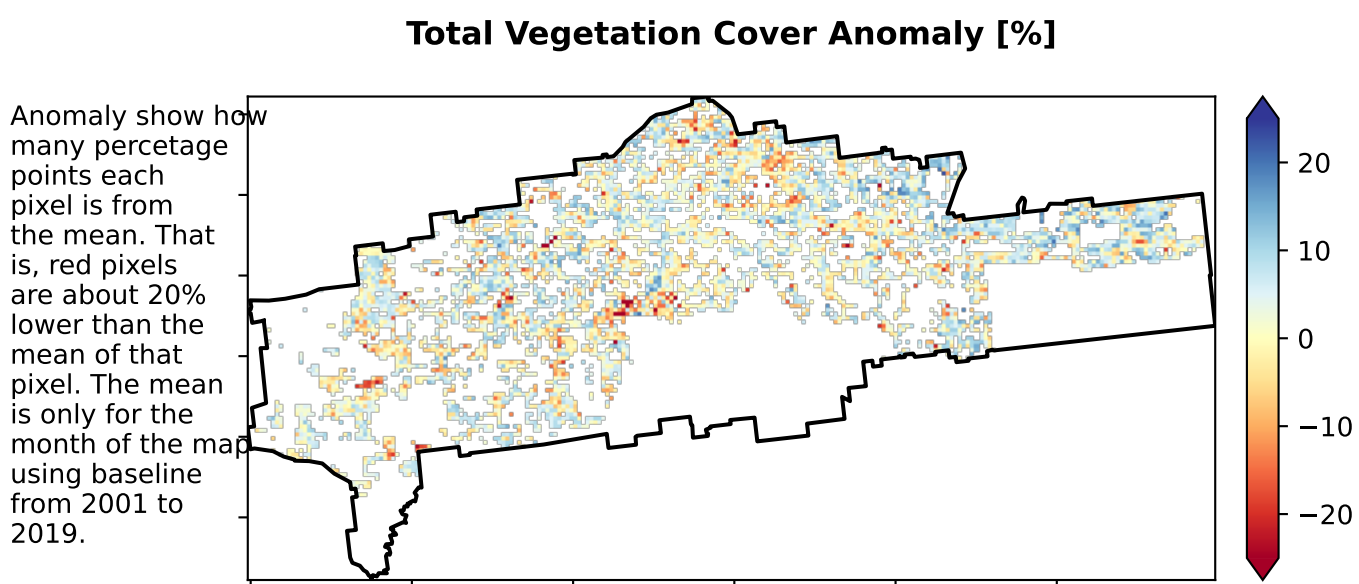 Total Vegetation Cover Anomaly [%]
Anomaly show how
many percetage
points each
pixel is from
the mean. That
is, red pixels
are about 20%
lower than the
mean of that
pixel. The mean
is only for the
month of the map
using baseline
from 2001 to
2019.
20
10
0
−10
−20